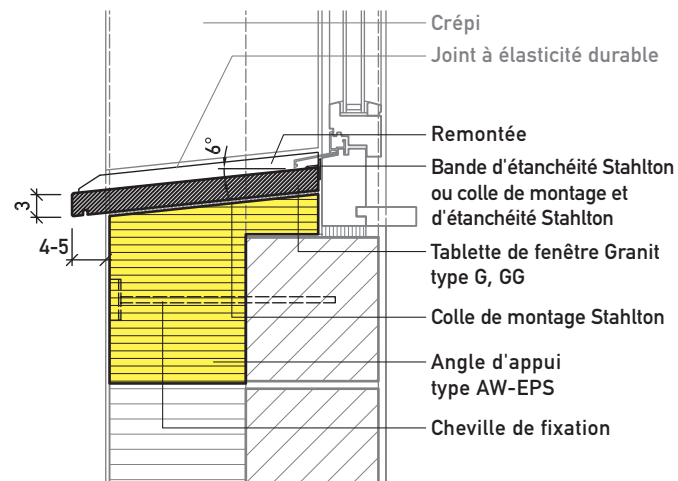 Crépi
Joint à élasticité durable
6°
Remontée
Bande d'étanchéité Stahlton
ou colle de montage et
d'étanchéité Stahlton
3
4-5
Tablette de fenêtre Granit
type G, GG
Colle de montage Stahlton
Angle d'appui
type AW-EPS
Cheville de fixation